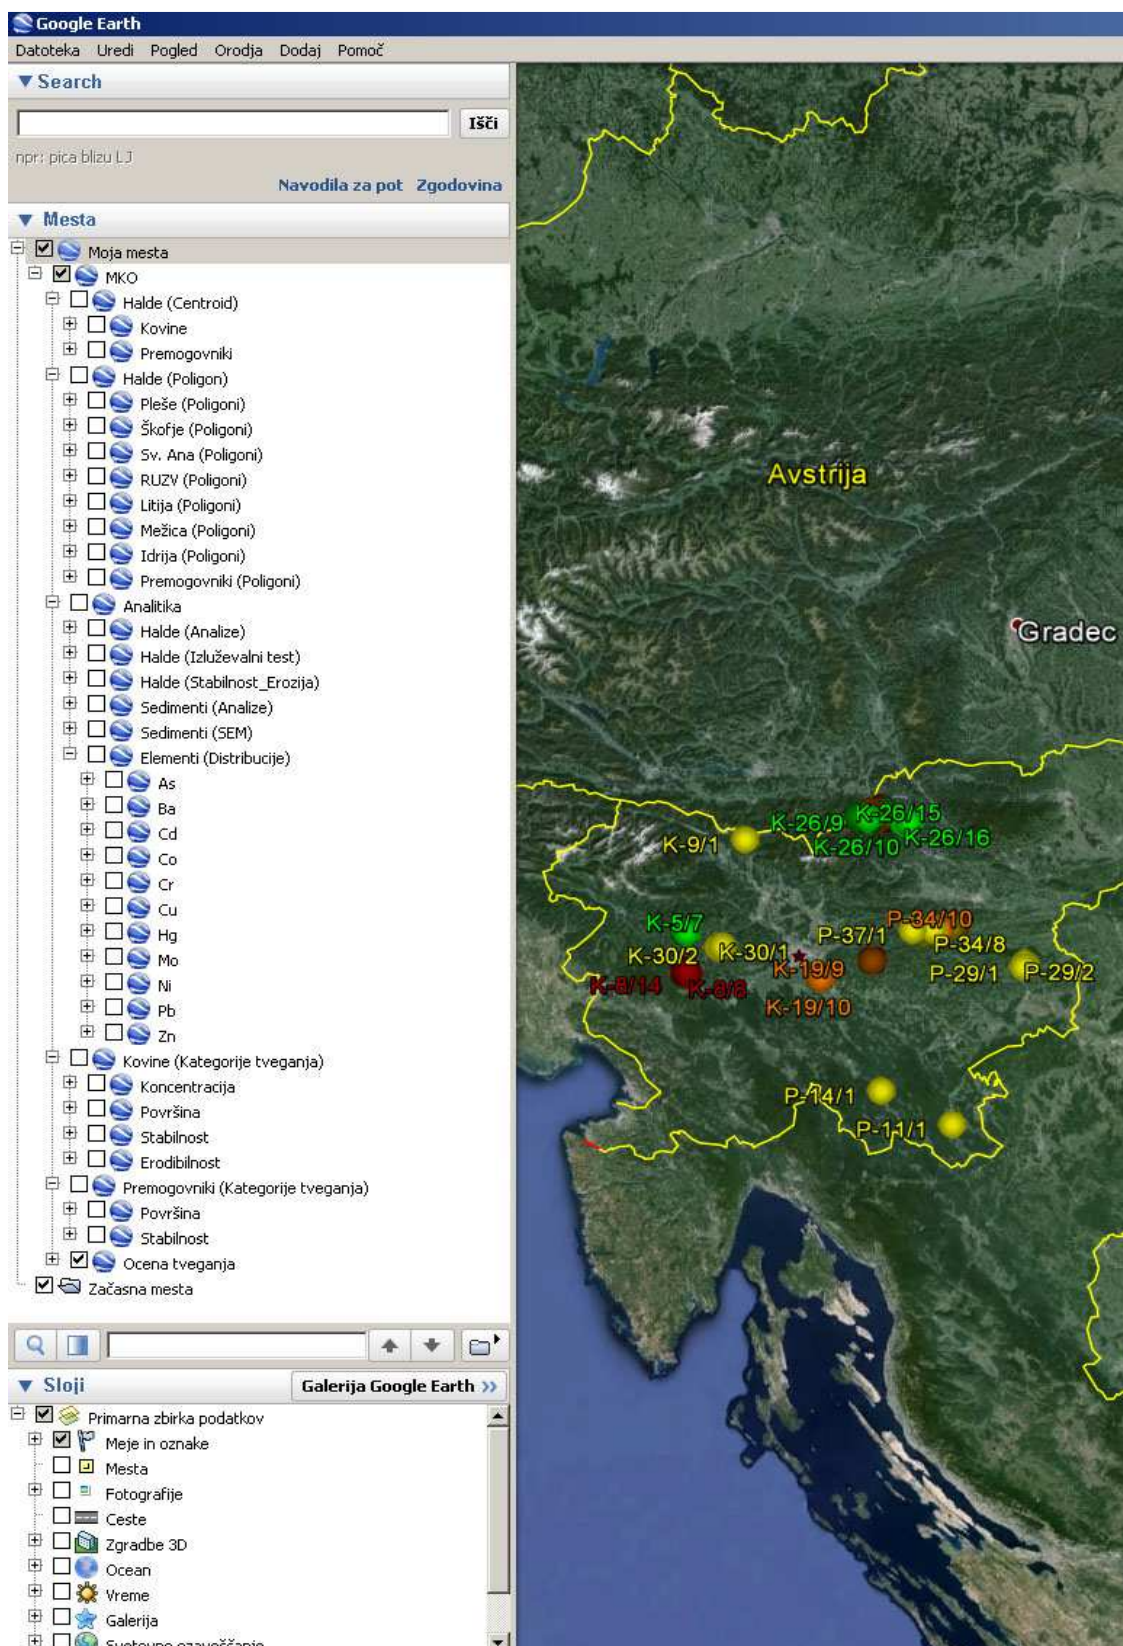 Google Earth
Datoteka Uredi Pogled Orodja Dodaj Pomoč
Search
Išči
npr: pica blizu LJ
Navodila za pot Zgodovina
Mesta
Moja mesta
MKO
Halde (Centroid)
Kovine
Premogovniki
Halde (Poligon)
Pleše (Poligoni)
Škofje (Poligoni)
Sv. Ana (Poligoni)
RUZV (Poligoni)
Litija (Poligoni)
Mežica (Poligoni)
Idrija (Poligoni)
Premogovniki (Poligoni)
Analitika
Halde (Analize)
Halde (Izluževalni test)
Halde (Stabilnost_Erozija)
Sedimenti (Analize)
Sedimenti (SEM)
Elementi (Distribucije)
As
Ba
Cd
Co
Cr
Cu
Hg
Mo
Ni
Pb
Zn
Kovine (Kategorije tveganja)
Koncentracija
Površina
Stabilnost
Erodibilnost
Premogovniki (Kategorije tveganja)
Površina
Stabilnost
Ocena tveganja
Začasna mesta
Sloji
Galerija Google Earth »
Primarna zbirka podatkov
Meje in oznake
Mesta
Fotografije
Ceste
Zgradbe 3D
Ocean
Vreme
Galerija
Avstrija
Gradec
K-26/9 K-26/15
K-26/10 K-26/16
K-9/1
K-5/7
P-37/1 P-34/10
K-30/2 K-30/1
P-34/8
K-19/9
P-29/1 P-29/2
K-8/14 K-8/8
K-19/10
P-14/1
P-11/1